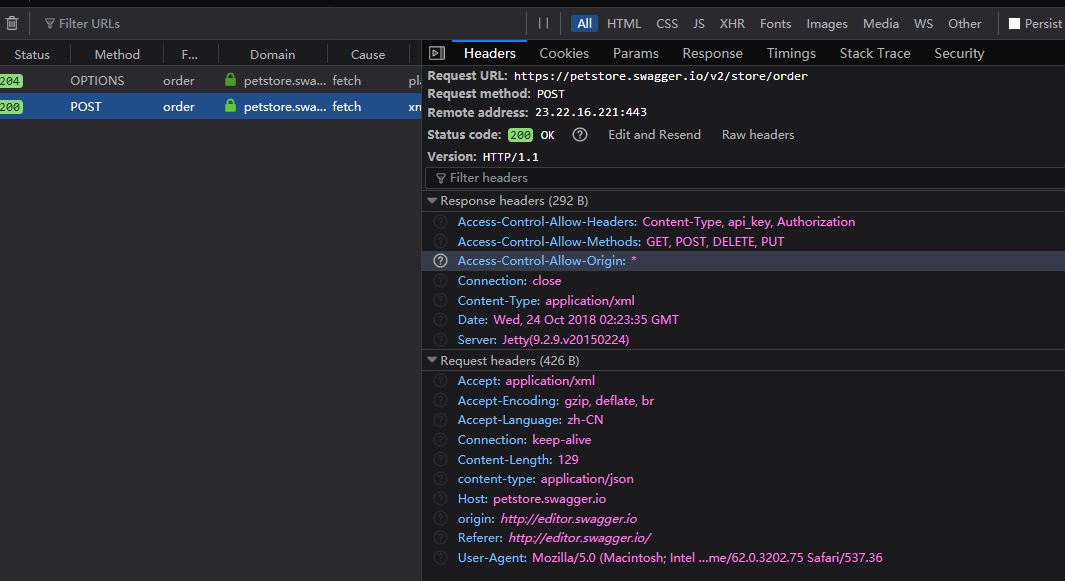 Filter URLs All HTML CSS JS XHR Fonts Images Media WS Other Persist
Status Method F... Domain Cause
204 OPTIONS order petstore.swa... fetch pl
200 POST order petstore.swa... fetch xn
Headers Cookies Params Response Timings Stack Trace Security
Request URL: https://petstore.swagger.io/v2/store/order
Request method: POST
Remote address: 23.22.16.221:443
Status code: 200 OK ? Edit and Resend Raw headers
Version: HTTP/1.1
Filter headers
Response headers (292 B)
? Access-Control-Allow-Headers: Content-Type, api_key, Authorization
? Access-Control-Allow-Methods: GET, POST, DELETE, PUT
? Access-Control-Allow-Origin: *
? Connection: close
? Content-Type: application/xml
? Date: Wed, 24 Oct 2018 02:23:35 GMT
? Server: Jetty(9.2.9.v20150224)
Request headers (426 B)
? Accept: application/xml
? Accept-Encoding: gzip, deflate, br
? Accept-Language: zh-CN
? Connection: keep-alive
? Content-Length: 129
? content-type: application/json
? Host: petstore.swagger.io
? origin: http://editor.swagger.io
? Referer: http://editor.swagger.io/
? User-Agent: Mozilla/5.0 (Macintosh; Intel ...me/62.0.3202.75 Safari/537.36